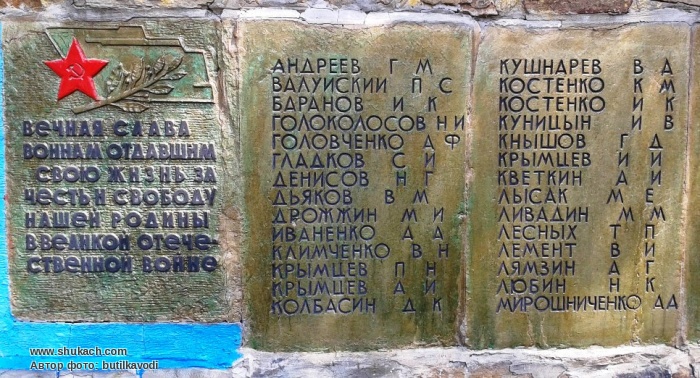 ВЕЧНАЯ СЛАВА
ВОИНАМ ОТДАВШИМ
СВОЮ ЖИЗНЬ ЗА
ЧЕСТЬ И СВОБОДУ
НАШЕЙ РОДИНЫ
В ВЕЛИКОЙ ОТЕЧЕ-
СТВЕННОЙ ВОЙНЕ
АНДРЕЕВ Г М
ВАЛУЙСКИЙ П С
БАРАНОВ И К
ГОЛОКОЛОСОВ Н И
ГОЛОВЧЕНКО А Ф
ГЛАДКОВ С И
ДЕНИСОВ Н Г
ДЬЯКОВ В М
ДРОЖЖИН М И
ИВАНЕНКО А А
КЛИМЧЕНКО В Н
КРЫМЦЕВ П Н
КРЫМЦЕВ А И
КОЛБАСИН Д К
КУШНАРЕВ В А
КОСТЕНКО К М
КОСТЕНКО И К
КУНИЦЫН И В
КНЫШОВ Г Д
КРЫМЦЕВ И И
КВЕТКИН А И
ЛЫСАК М Е
ЛИВАДИН М М
ЛЕСНЫХ Т П
ЛЕМЕНТ В И
ЛЯМЗИН А Г
ЛЮБИН Н К
МИРОШНИЧЕНКО А А
www.shukach.com
Автор фото: butilkavodi